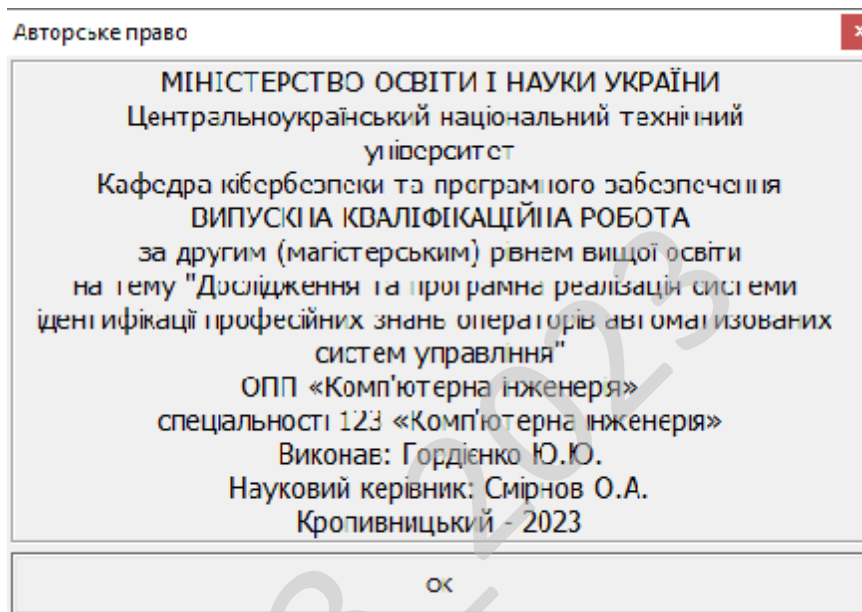 Авторське право
x
МІНІСТЕРСТВО ОСВІТИ І НАУКИ УКРАЇНИ
Центральноукраїнський національний технічний
університет
Кафедра кібербезпеки та програмного забезпечення
ВИПУСКНА КВАЛІФІКАЦІЙНА РОБОТА
за другим (магістерським) рівнем вищої освіти
на тему "Дослідження та програмна реалізація системи
ідентифікації професійних знань операторів автоматизованих
систем управління"
ОПП «Комп'ютерна інженерія»
спеціальності 123 «Комп'ютерна інженерія»
Виконав: Гордієнко Ю.Ю.
Науковий керівник: Смірнов О.А.
Кропивницький - 2023
OK
2023